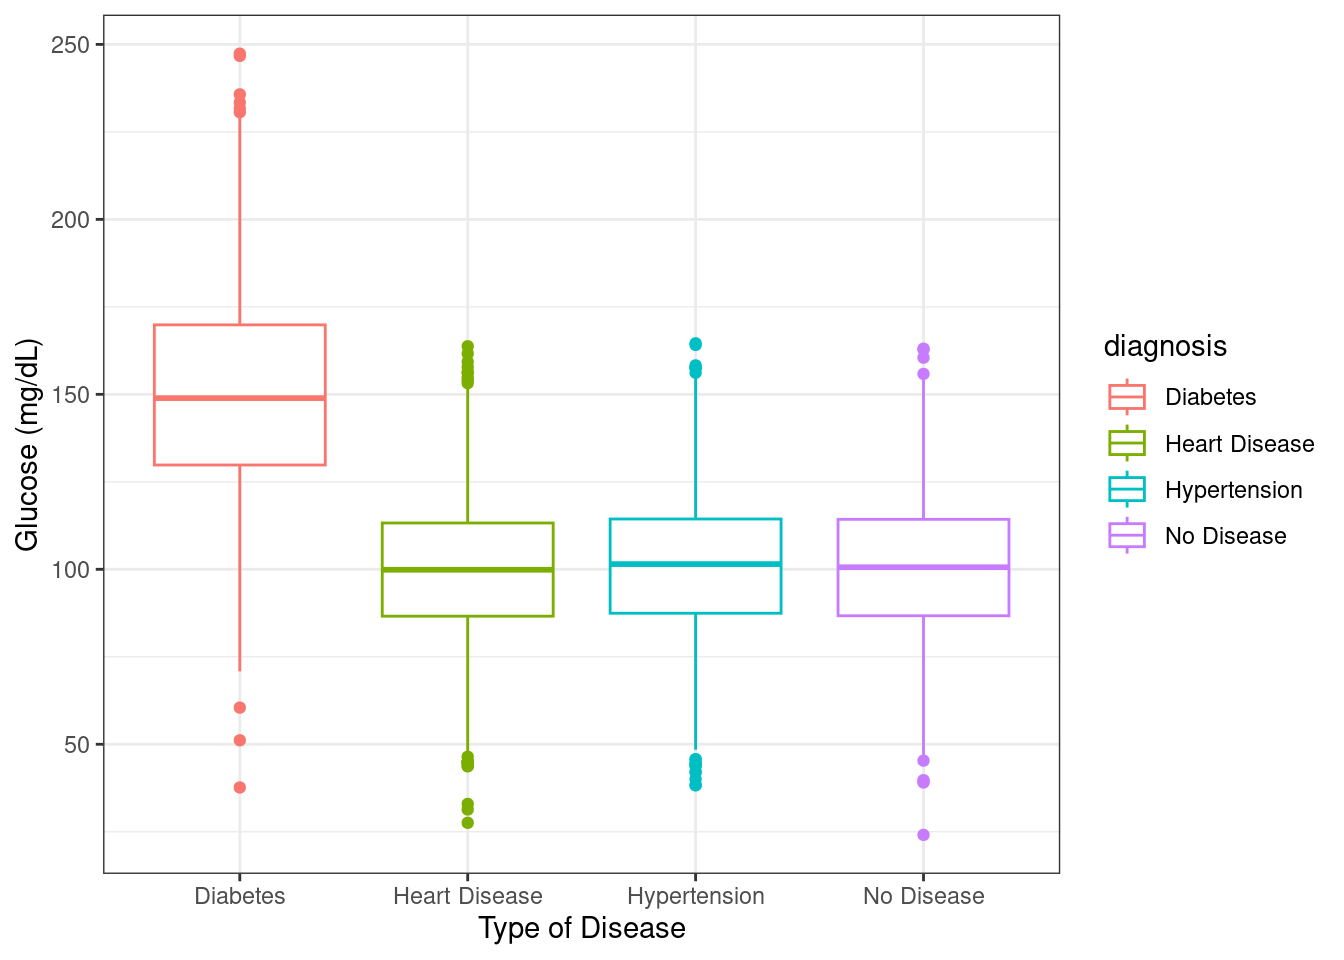 250
200
150
100
50
Glucose (mg/dL)
Diabetes
Heart Disease
Hypertension
No Disease
Type of Disease
diagnosis
Diabetes
Heart Disease
Hypertension
No Disease